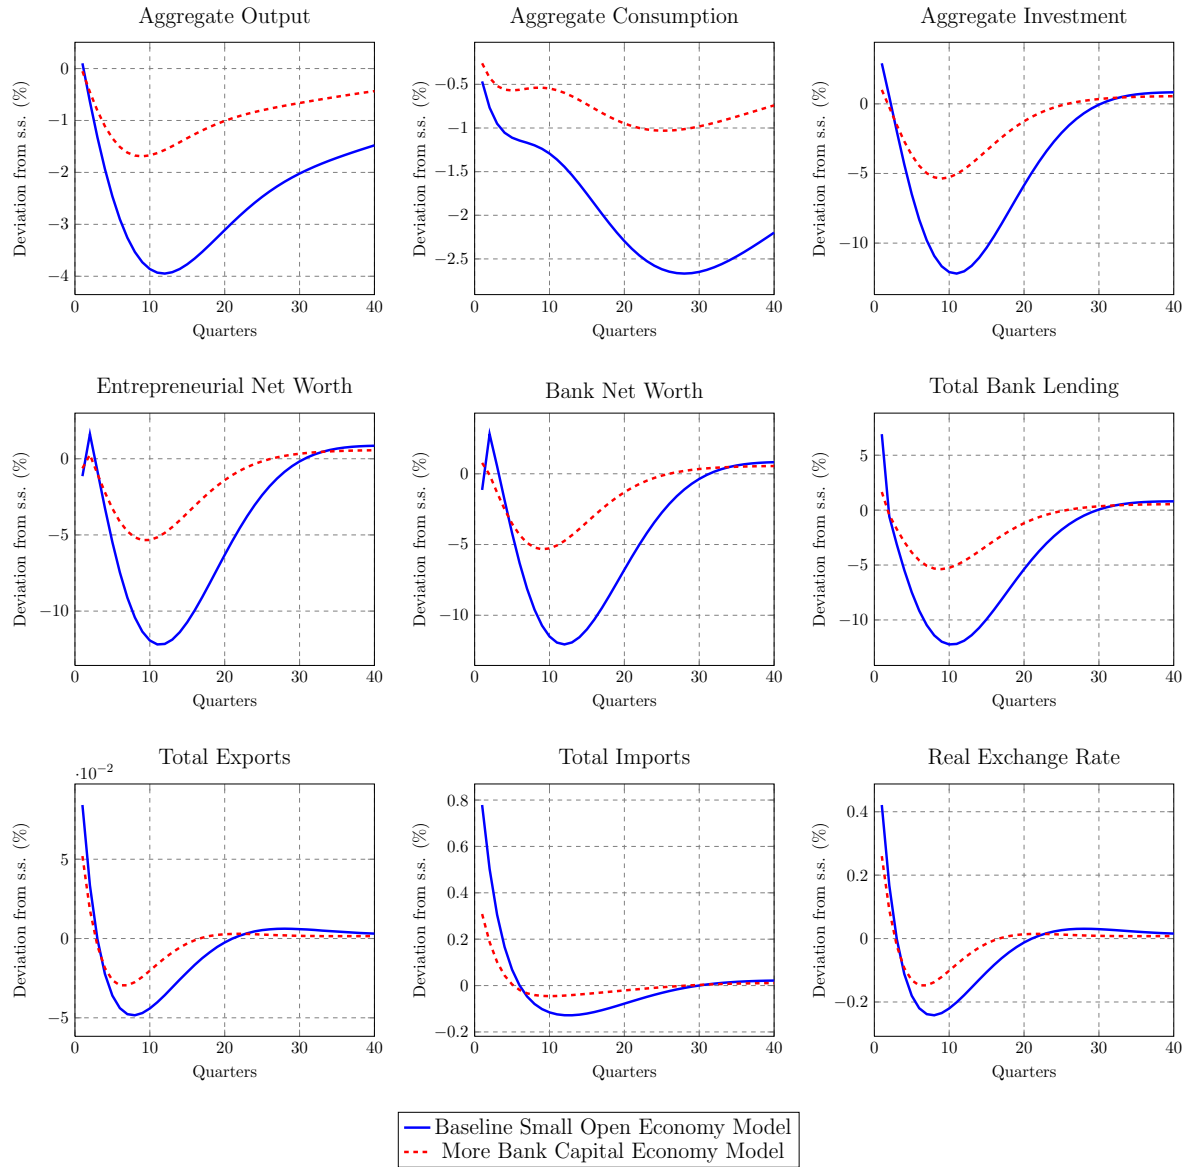 Aggregate Output
Deviation from s.s. (%)
0
−1
−2
−3
−4
0 10 20 30 40
Quarters
Aggregate Consumption
Deviation from s.s. (%)
−0.5
−1
−1.5
−2
−2.5
0 10 20 30 40
Quarters
Aggregate Investment
Deviation from s.s. (%)
0
−5
−10
0 10 20 30 40
Quarters
Entrepreneurial Net Worth
Deviation from s.s. (%)
0
−5
−10
0 10 20 30 40
Quarters
Bank Net Worth
Deviation from s.s. (%)
0
−5
−10
0 10 20 30 40
Quarters
Total Bank Lending
Deviation from s.s. (%)
5
0
−5
−10
0 10 20 30 40
Quarters
Total Exports
·10−2
Deviation from s.s. (%)
5
0
−5
0 10 20 30 40
Quarters
Total Imports
Deviation from s.s. (%)
0.8
0.6
0.4
0.2
0
−0.2
0 10 20 30 40
Quarters
Real Exchange Rate
Deviation from s.s. (%)
0.4
0.2
0
−0.2
0 10 20 30 40
Quarters
Baseline Small Open Economy Model
More Bank Capital Economy Model